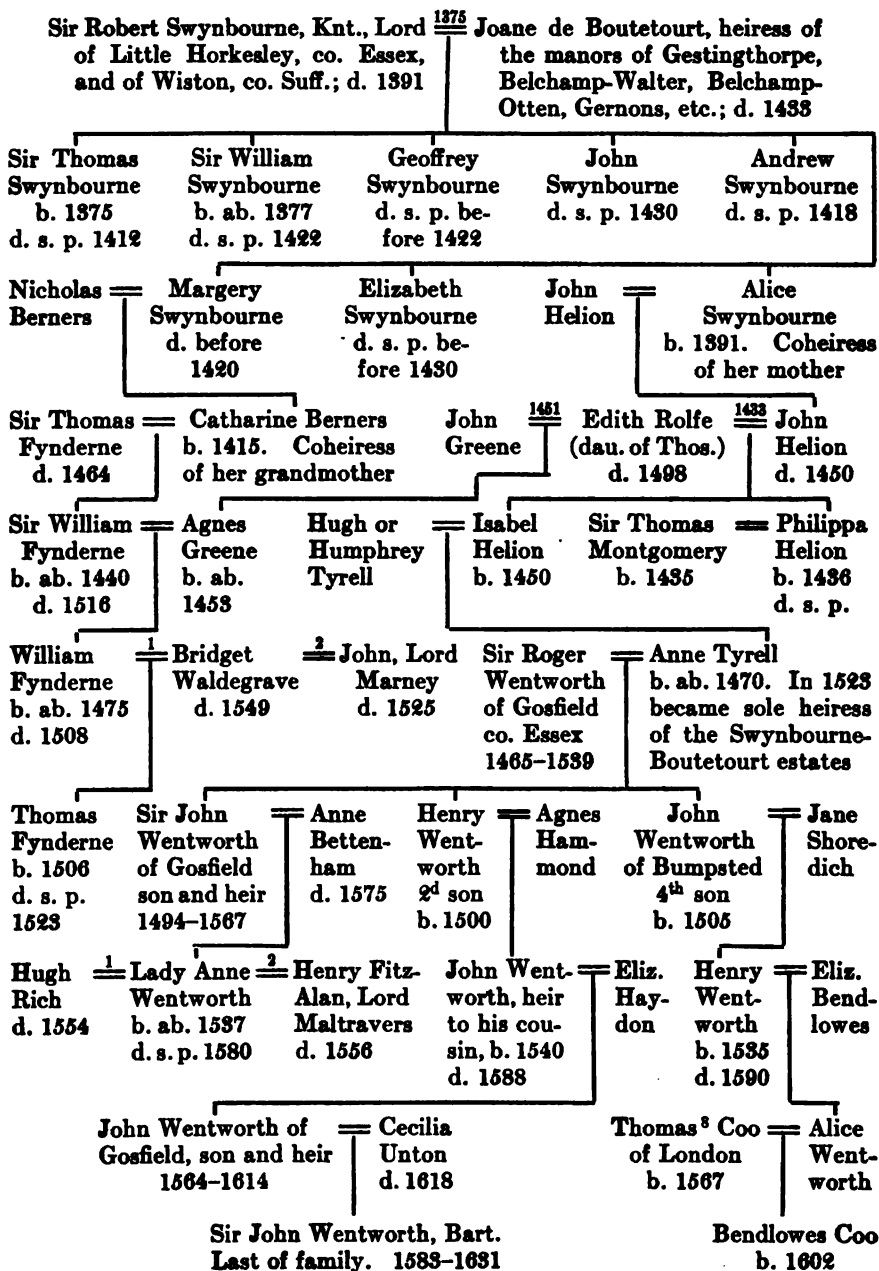 Sir Robert Swynbourne, Knt., Lord
of Little Horkesley, co. Essex,
and of Wiston, co. Suff.; d. 1391
1375
Joane de Boutetourt, heiress of
the manors of Gestingthorpe,
Belchamp-Walter, Belchamp-
Otten, Gernons, etc.; d. 1433
Sir Thomas
Swynbourne
b. 1375
d. s. p. 1412
Sir William
Swynbourne
b. ab. 1377
d. s. p. 1422
Geoffrey
Swynbourne
d. s. p. be-
fore 1422
John
Swynbourne
d. s. p. 1430
Andrew
Swynbourne
d. s. p. 1418
Nicholas
Berners
Margery
Swynbourne
d. before
1420
Elizabeth
Swynbourne
d. s. p. be-
fore 1430
John
Helion
Alice
Swynbourne
b. 1391. Coheiress
of her mother
Sir Thomas
Fynderne
d. 1464
Catharine Berners
b. 1415. Coheiress
of her grandmother
John
Greene
1451
Edith Rolfe
(dau. of Thos.)
d. 1498
1433
John
Helion
d. 1450
Sir William
Fynderne
b. ab. 1440
d. 1516
Agnes
Greene
b. ab.
1453
Hugh or
Humphrey
Tyrell
Isabel
Helion
b. 1450
Sir Thomas
Montgomery
b. 1435
Philippa
Helion
b. 1436
d. s. p.
William
Fynderne
b. ab. 1475
d. 1508
1
Bridget
Waldegrave
d. 1549
2
John, Lord
Marney
d. 1525
Sir Roger
Wentworth
of Gosfield
co. Essex
1465–1539
Anne Tyrell
b. ab. 1470. In 1523
became sole heiress
of the Swynbourne-
Boutetourt estates
Thomas
Fynderne
b. 1506
d. s. p.
1523
Sir John
Wentworth
of Gosfield
son and heir
1494–1567
Anne
Betten-
ham
d. 1575
Henry
Went-
worth
2d son
b. 1500
Agnes
Ham-
mond
John
Wentworth
of Bumpsted
4th son
b. 1505
Jane
Shore-
dich
Hugh
Rich
d. 1554
1
Lady Anne
Wentworth
b. ab. 1537
d. s. p. 1580
2
Henry Fitz-
Alan, Lord
Maltravers
d. 1556
John Went-
worth, heir
to his cou-
sin, b. 1540
d. 1588
Eliz.
Hay-
don
Henry
Went-
worth
b. 1535
d. 1590
Eliz.
Bend-
lowes
John Wentworth of
Gosfield, son and heir
1564–1614
Cecilia
Unton
d. 1618
Thomas⁸ Coo
of London
b. 1567
Alice
Went-
worth
Sir John Wentworth, Bart.
Last of family. 1583–1631
Bendlowes Coo
b. 1602